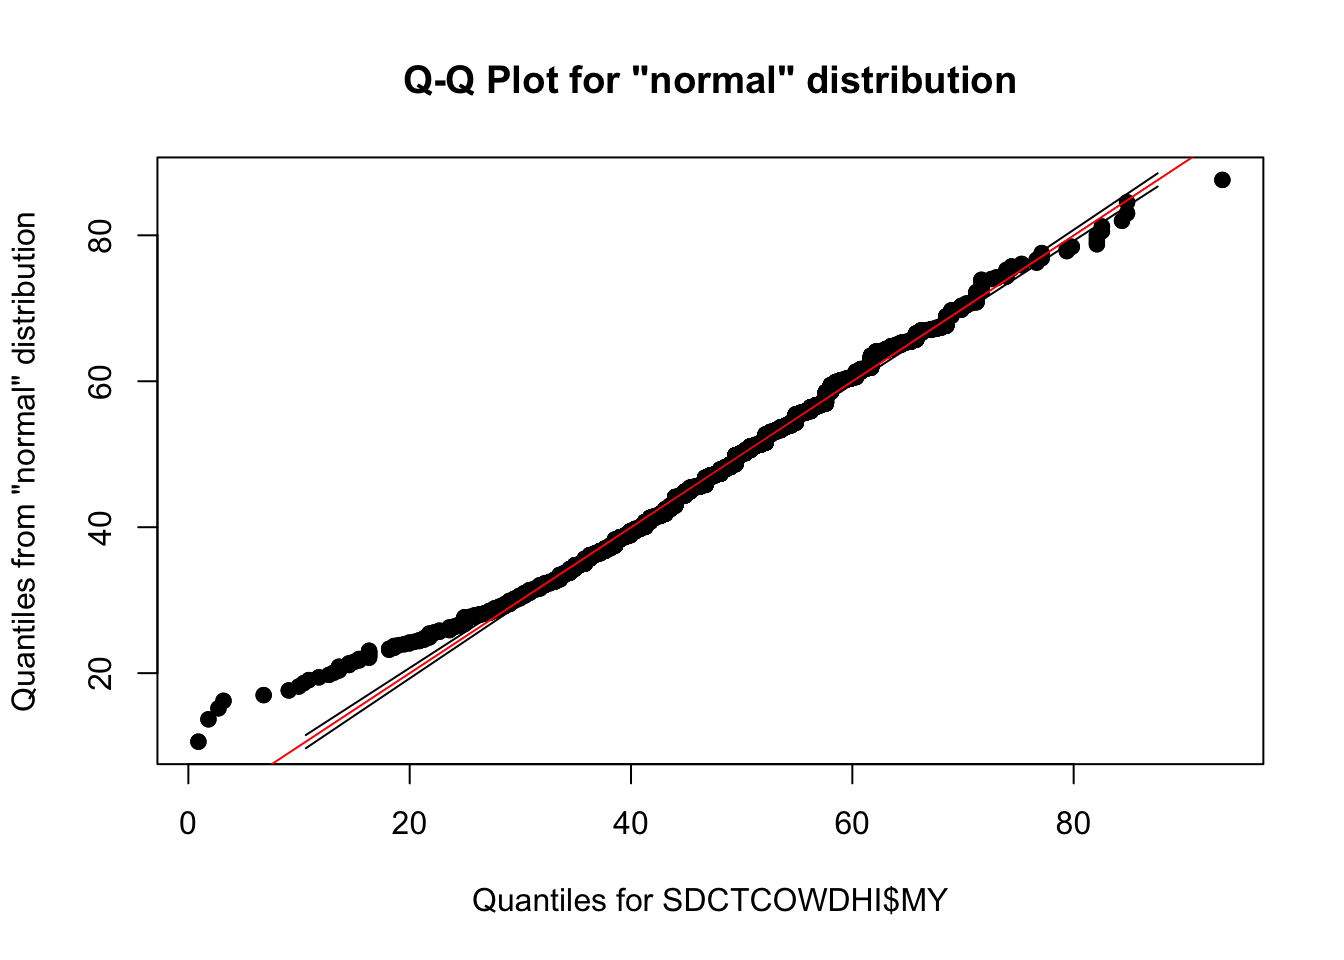 Q-Q Plot for "normal" distribution
Quantiles from "normal" distribution
80
60
40
20
0 20 40 60 80
Quantiles for SDCTCOWDHI$MY